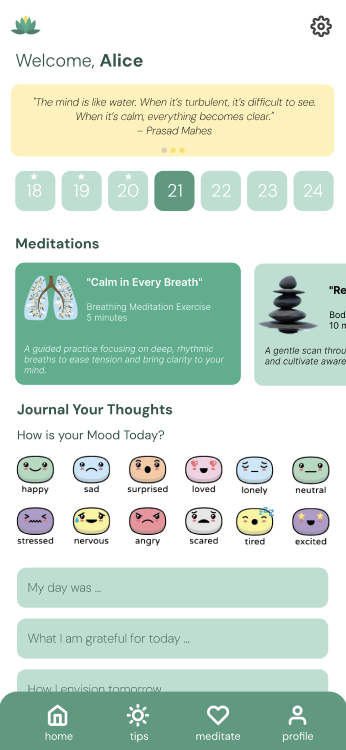 Welcome, Alice
"The mind is like water. When it's turbulent, it's difficult to see.
When it's calm, everything becomes clear."
– Prasad Mahes
18 19 20 21 22 23 24
Meditations
"Calm in Every Breath"
Breathing Meditation Exercise
5 minutes
A guided practice focusing on deep, rhythmic
breaths to ease tension and bring clarity to your
mind.
"Re
Bod
10 m
A gentle scan throu
and cultivate aware
Journal Your Thoughts
How is your Mood Today?
happy sad surprised loved lonely neutral
stressed nervous angry scared tired excited
My day was ...
What I am grateful for today ...
How I envision tomorrow
home tips meditate profile